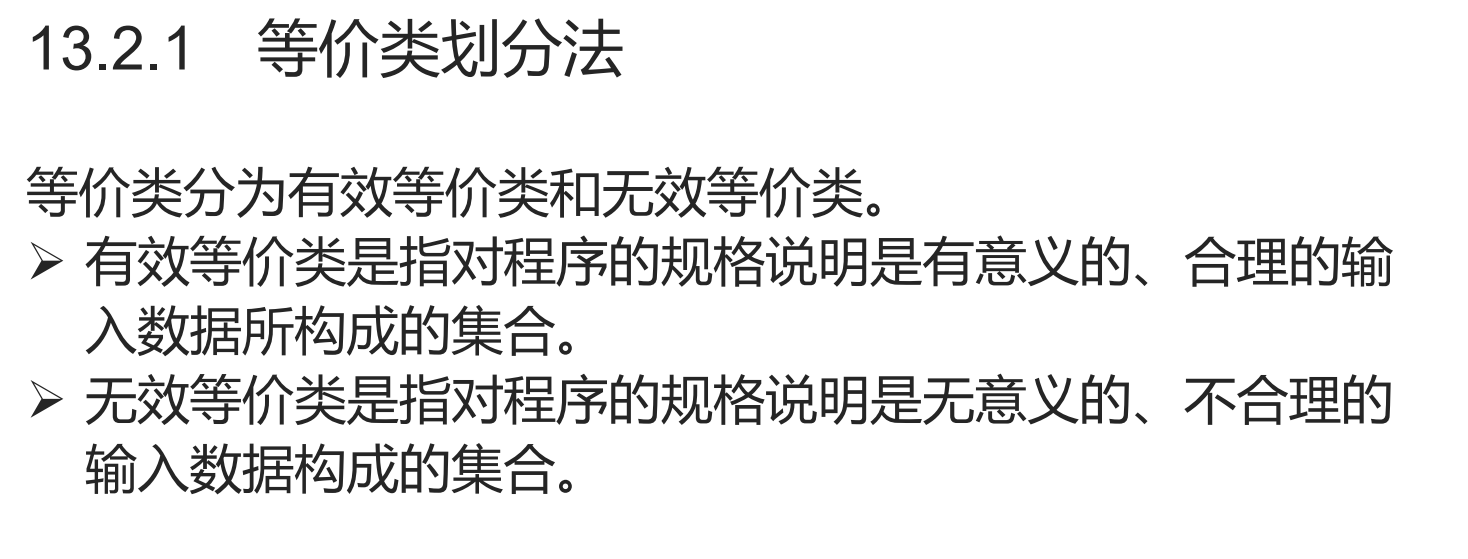 13.2.1 等价类划分法
等价类分为有效等价类和无效等价类。
➢ 有效等价类是指对程序的规格说明是有意义的、合理的输
入数据所构成的集合。
➢ 无效等价类是指对程序的规格说明是无意义的、不合理的
输入数据构成的集合。